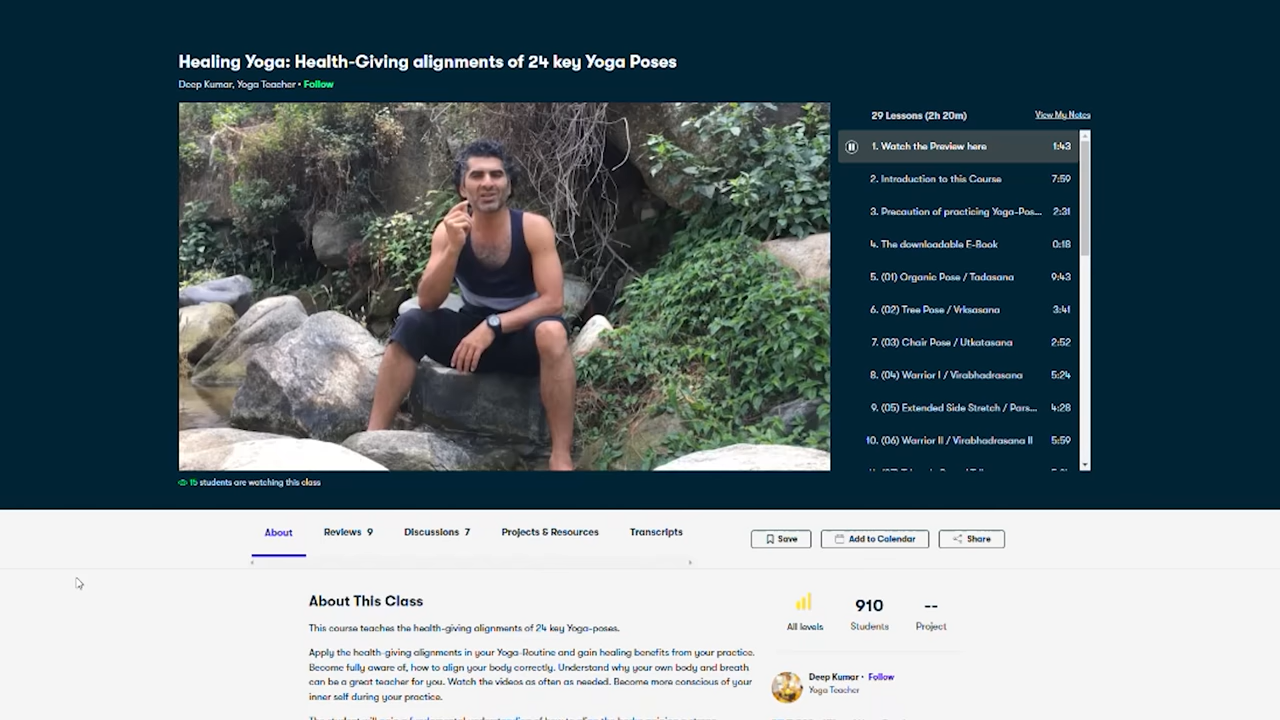 Healing Yoga: Health-Giving alignments of 24 key Yoga Poses
Deep Kumar, Yoga Teacher • Follow
29 Lessons (2h 20m)
View My Notes
1. Watch the Preview here 1:43
2. Introduction to this Course 7:59
3. Precaution of practicing Yoga-Pos... 2:31
4. The downloadable E-Book 0:18
5. (01) Organic Pose / Tadasana 9:43
6. (02) Tree Pose / Vrksasana 3:41
7. (03) Chair Pose / Utkatasana 2:52
8. (04) Warrior I / Virabhadrasana 5:24
9. (05) Extended Side Stretch / Pars... 4:28
10. (06) Warrior II / Virabhadrasana II 5:59
15 students are watching this class
About
Reviews 9
Discussions 7
Projects & Resources
Transcripts
Save
Add to Calendar
Share
About This Class
This course teaches the health-giving alignments of 24 key Yoga-poses.
Apply the health-giving alignments in your Yoga-Routine and gain healing benefits from your practice.
Become fully aware of, how to align your body correctly. Understand why your own body and breath
can be a great teacher for you. Watch the videos as often as needed. Become more conscious of your
inner self during your practice.
All levels
910
Students
--
Project
Deep Kumar • Follow
Yoga Teacher